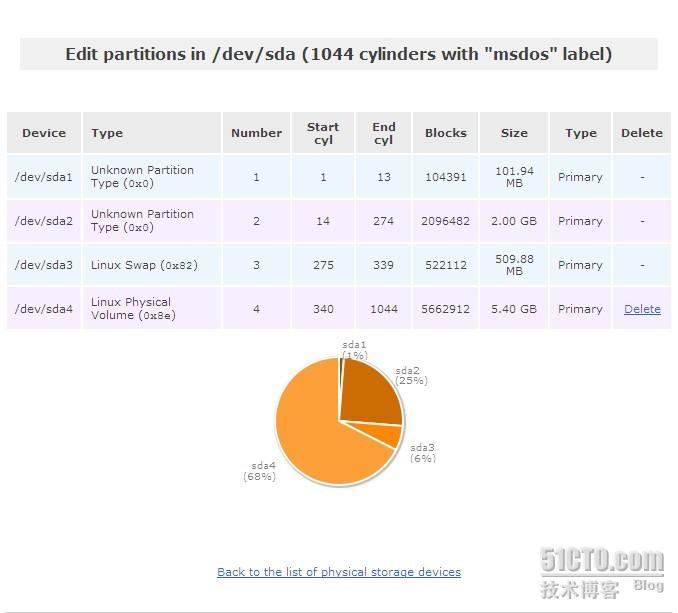 Edit partitions in /dev/sda (1044 cylinders with "msdos" label)
Device Type Number Start cyl End cyl Blocks Size Type Delete
/dev/sda1 Unknown Partition Type (0x0) 1 1 13 104391 101.94 MB Primary -
/dev/sda2 Unknown Partition Type (0x0) 2 14 274 2096482 2.00 GB Primary -
/dev/sda3 Linux Swap (0x82) 3 275 339 522112 509.88 MB Primary -
/dev/sda4 Linux Physical Volume (0x8e) 4 340 1044 5662912 5.40 GB Primary Delete
sda1
(1%)
sda2
(25%)
sda3
(6%)
sda4
(68%)
Back to the list of physical storage devices
51CTO.com
技术博客 Blog